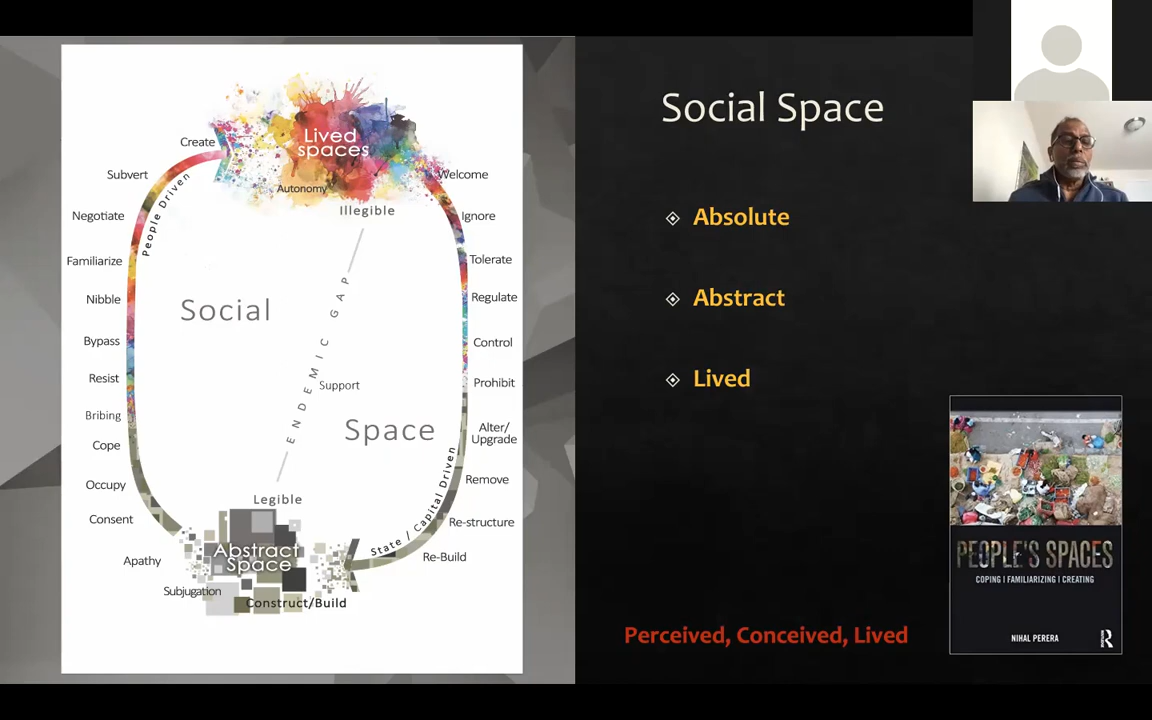 Lived
spaces
Autonomy
Illegible
Create
Subvert
Negotiate
Familiarize
Nibble
Bypass
Resist
Bribing
Cope
Occupy
Consent
Apathy
Subjugation
People Driven
Social
ENDEMIC GAP
Support
Space
Welcome
Ignore
Tolerate
Regulate
Control
Prohibit
Alter/
Upgrade
Remove
Re-structure
Re-Build
State / Capital Driven
Legible
Abstract
Space
Construct/Build
Social Space
Absolute
Abstract
Lived
Perceived, Conceived, Lived
PEOPLE'S SPACES
COPING | FAMILIARIZING | CREATING
NIHAL PERERA
R